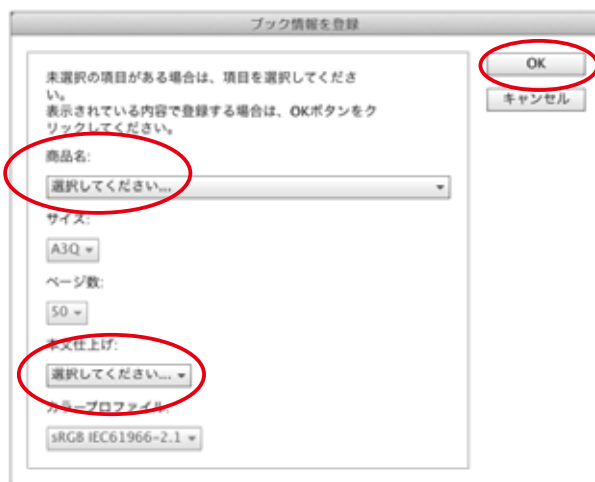 ブック情報を登録
未選択の項目がある場合は、項目を選択してくださ
い。
表示されている内容で登録する場合は、OKボタンをク
リックしてください。
商品名:
選択してください...
サイズ:
A3Q
ページ数:
50
本文仕上げ:
選択してください...
カラープロファイル:
sRGB IEC61966-2.1
OK
キャンセル